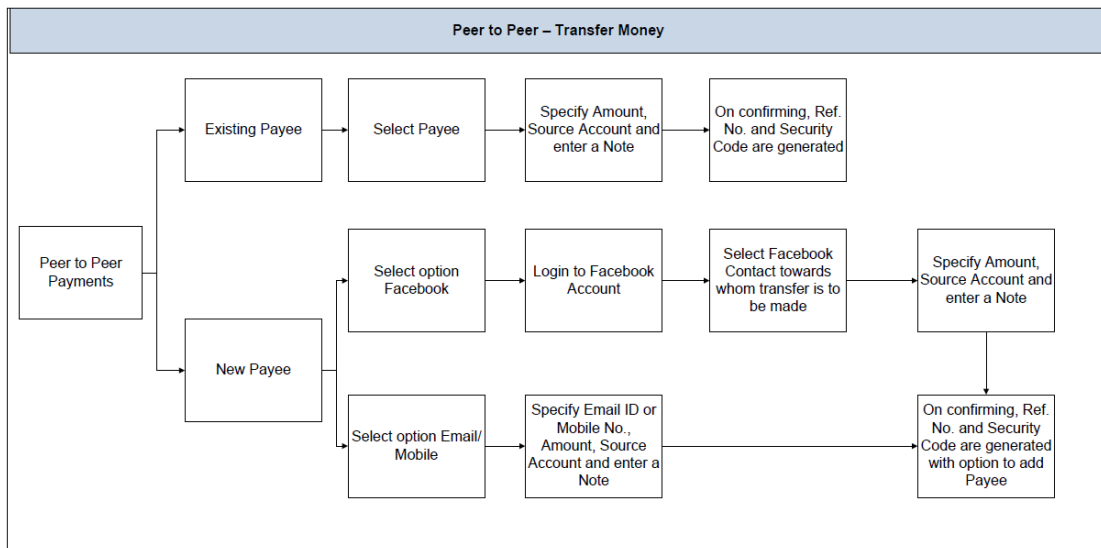 Peer to Peer – Transfer Money
Existing Payee
Select Payee
Specify Amount,
Source Account and
enter a Note
On confirming, Ref.
No. and Security
Code are generated
Peer to Peer
Payments
Select option
Facebook
Login to Facebook
Account
Select Facebook
Contact towards
whom transfer is to
be made
Specify Amount,
Source Account and
enter a Note
New Payee
Select option Email/
Mobile
Specify Email ID or
Mobile No.,
Amount, Source
Account and enter a
Note
On confirming, Ref.
No. and Security
Code are generated
with option to add
Payee